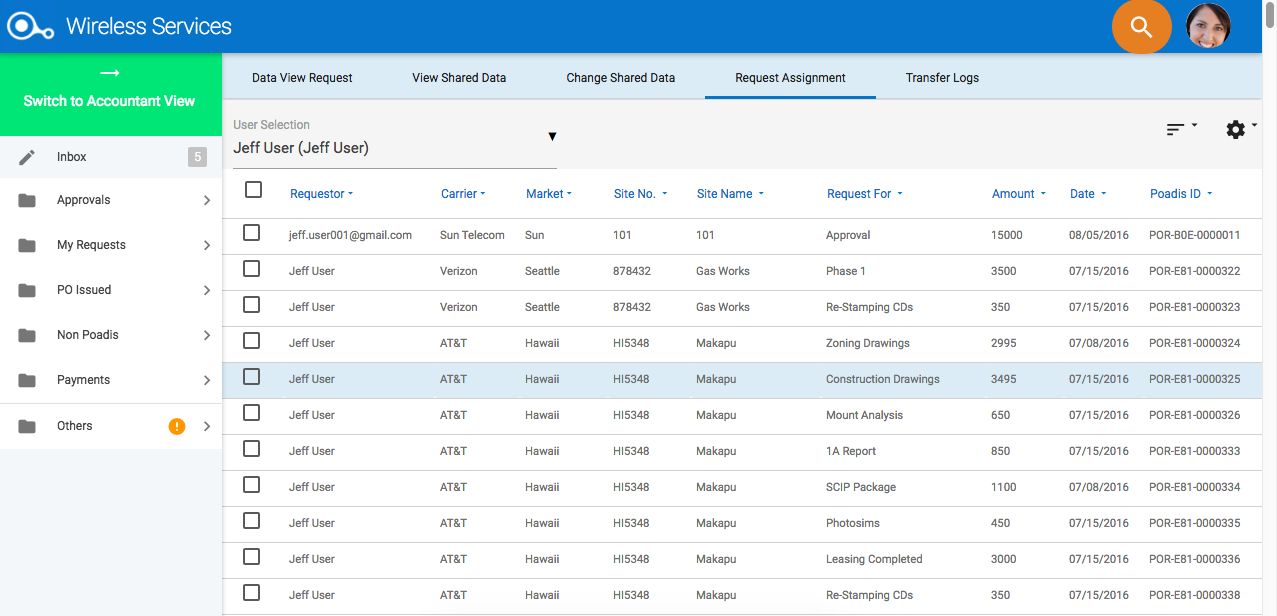 Wireless Services
Switch to Accountant View
Inbox 5
Approvals
My Requests
PO Issued
Non Poadis
Payments
Others !
Data View Request View Shared Data Change Shared Data Request Assignment Transfer Logs
User Selection
Jeff User (Jeff User)
Requestor Carrier Market Site No. Site Name Request For Amount Date Poadis ID
jeff.user001@gmail.com Sun Telecom Sun 101 101 Approval 15000 08/05/2016 POR-B0E-0000011
Jeff User Verizon Seattle 878432 Gas Works Phase 1 3500 07/15/2016 POR-E81-0000322
Jeff User Verizon Seattle 878432 Gas Works Re-Stamping CDs 350 07/15/2016 POR-E81-0000323
Jeff User AT&T Hawaii HI5348 Makapu Zoning Drawings 2995 07/08/2016 POR-E81-0000324
Jeff User AT&T Hawaii HI5348 Makapu Construction Drawings 3495 07/15/2016 POR-E81-0000325
Jeff User AT&T Hawaii HI5348 Makapu Mount Analysis 650 07/15/2016 POR-E81-0000326
Jeff User AT&T Hawaii HI5348 Makapu 1A Report 850 07/15/2016 POR-E81-0000333
Jeff User AT&T Hawaii HI5348 Makapu SCIP Package 1100 07/08/2016 POR-E81-0000334
Jeff User AT&T Hawaii HI5348 Makapu Photosims 450 07/15/2016 POR-E81-0000335
Jeff User AT&T Hawaii HI5348 Makapu Leasing Completed 3000 07/15/2016 POR-E81-0000336
Jeff User AT&T Hawaii HI5348 Makapu Re-Stamping CDs 350 07/15/2016 POR-E81-0000338